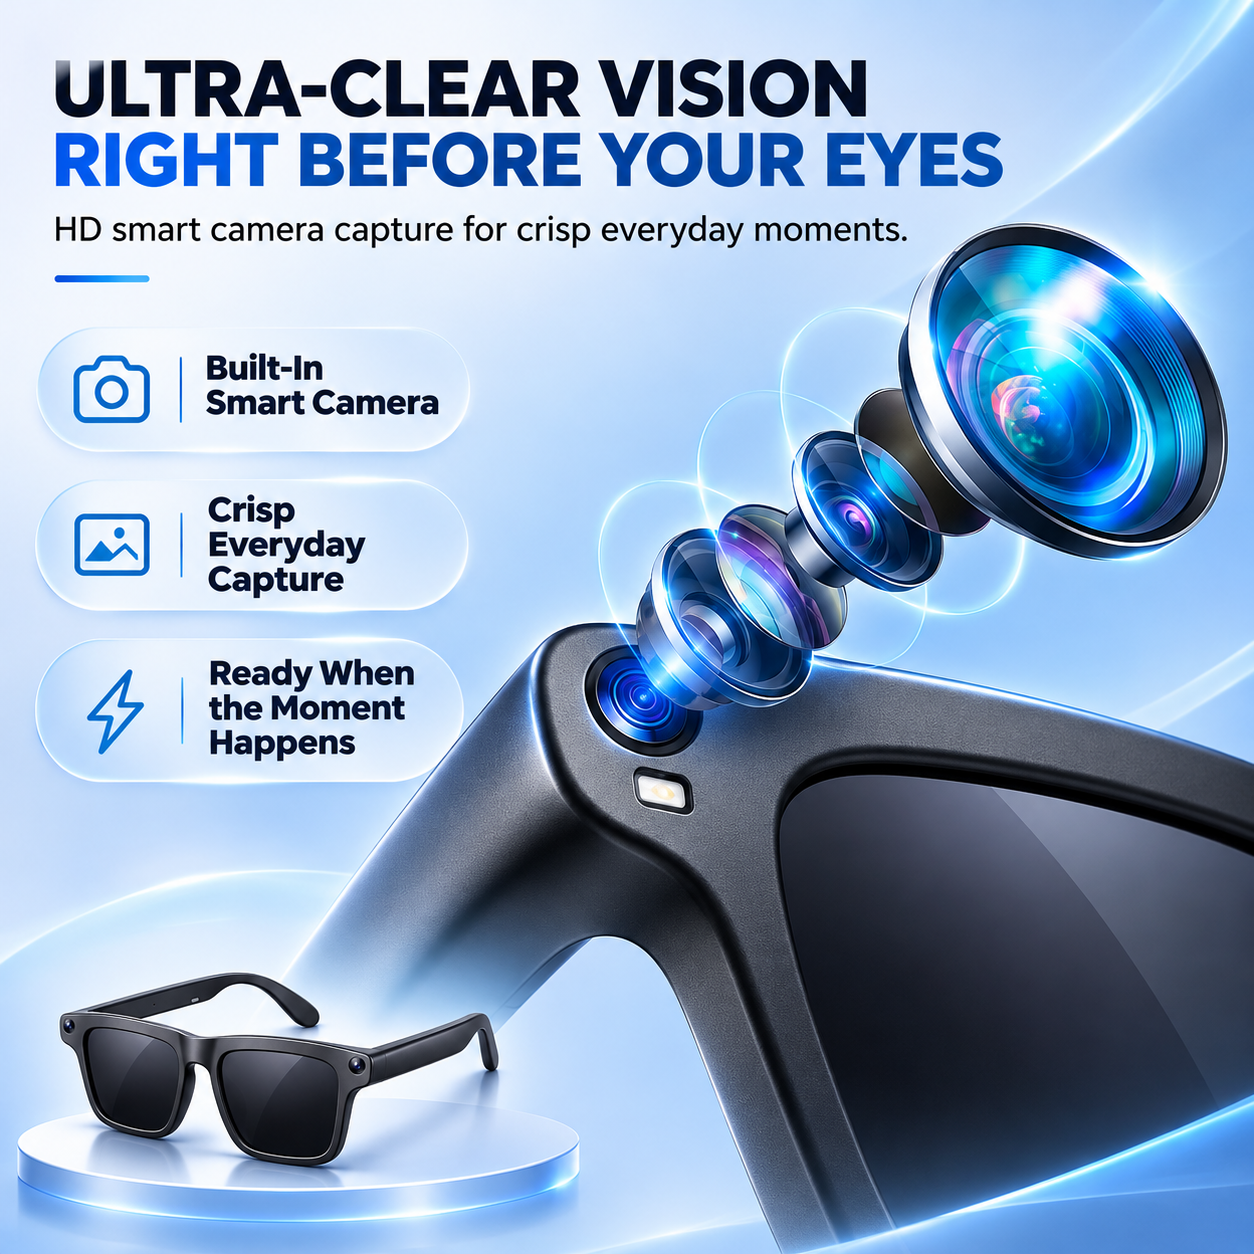 ULTRA-CLEAR VISION
RIGHT BEFORE YOUR EYES
HD smart camera capture for crisp everyday moments.
Built-In
Smart Camera
Crisp
Everyday
Capture
Ready When
the Moment
Happens